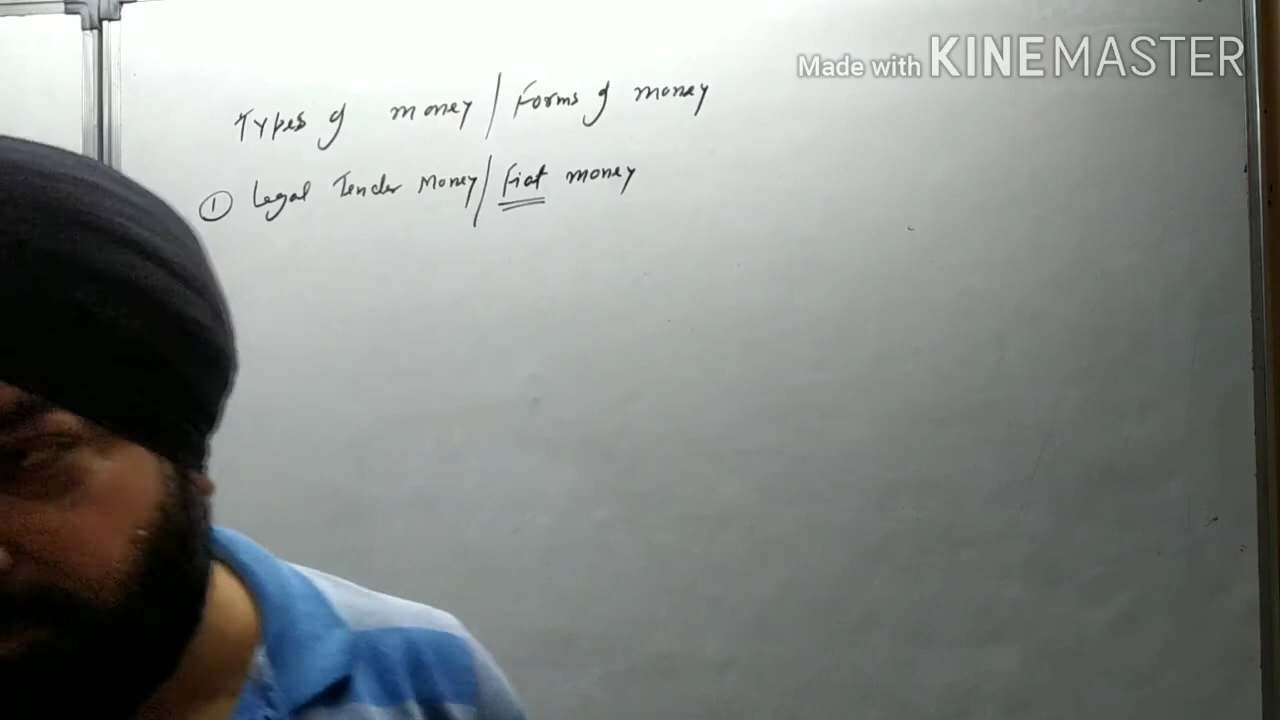 Made with KINEMASTER
Types of money / Forms of money
① Legal Tender Money / Fiat money